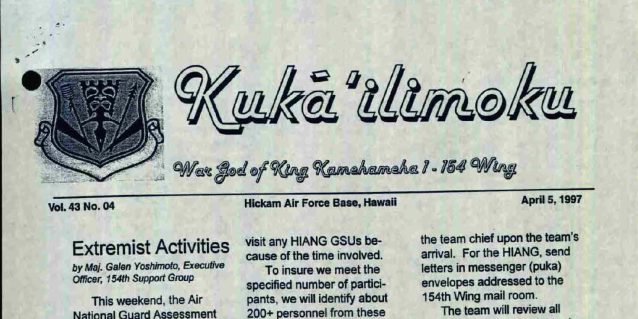 Kukā'ilimoku
War God of King Kamehameha I - 154 Wing
Vol. 43 No. 04
Hickam Air Force Base, Hawaii
April 5, 1997
Extremist Activities
by Maj. Galen Yoshimoto, Executive
Officer, 154th Support Group
This weekend, the Air
National Guard Assessment
visit any HIANG GSUs be-
cause of the time involved.
To insure we meet the
specified number of partici-
pants, we will identify about
200+ personnel from these
the team chief upon the team's
arrival. For the HIANG, send
letters in messenger (puka)
envelopes addressed to the
154th Wing mail room.
The team will review all